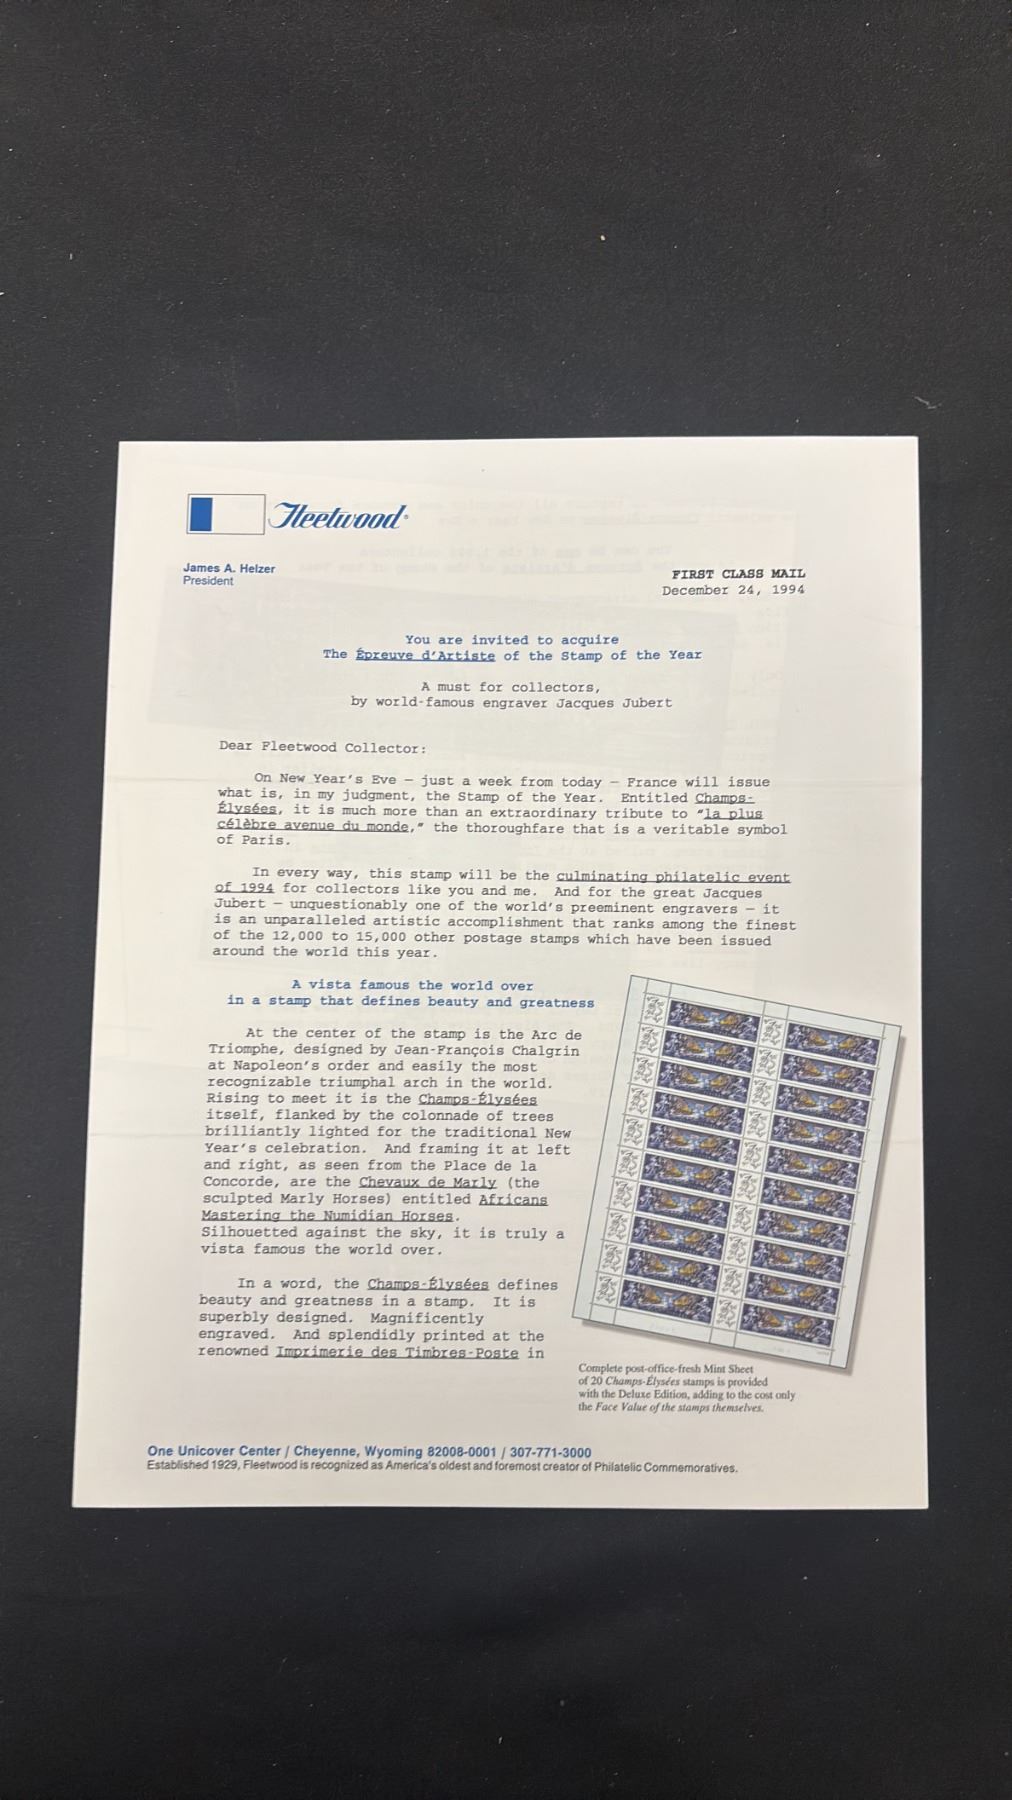 Fleetwood®
James A. Helzer
President
FIRST CLASS MAIL
December 24, 1994
You are invited to acquire
The Épreuve d'Artiste of the Stamp of the Year
A must for collectors,
by world-famous engraver Jacques Jubert
Dear Fleetwood Collector:
On New Year's Eve — just a week from today — France will issue
what is, in my judgment, the Stamp of the Year. Entitled Champs-
Élysées, it is much more than an extraordinary tribute to "la plus
célèbre avenue du monde," the thoroughfare that is a veritable symbol
of Paris.
In every way, this stamp will be the culminating philatelic event
of 1994 for collectors like you and me. And for the great Jacques
Jubert — unquestionably one of the world's preeminent engravers — it
is an unparalleled artistic accomplishment that ranks among the finest
of the 12,000 to 15,000 other postage stamps which have been issued
around the world this year.
A vista famous the world over
in a stamp that defines beauty and greatness
At the center of the stamp is the Arc de
Triomphe, designed by Jean-François Chalgrin
at Napoleon's order and easily the most
recognizable triumphal arch in the world.
Rising to meet it is the Champs-Élysées
itself, flanked by the colonnade of trees
brilliantly lighted for the traditional New
Year's celebration. And framing it at left
and right, as seen from the Place de la
Concorde, are the Chevaux de Marly (the
sculpted Marly Horses) entitled Africans
Mastering the Numidian Horses.
Silhouetted against the sky, it is truly a
vista famous the world over.
In a word, the Champs-Élysées defines
beauty and greatness in a stamp. It is
superbly designed. Magnificently
engraved. And splendidly printed at the
renowned Imprimerie des Timbres-Poste in
Complete post-office-fresh Mint Sheet
of 20 Champs-Élysées stamps is provided
with the Deluxe Edition, adding to the cost only
the Face Value of the stamps themselves.
One Unicover Center / Cheyenne, Wyoming 82008-0001 / 307-771-3000
Established 1929, Fleetwood is recognized as America's oldest and foremost creator of Philatelic Commemoratives.